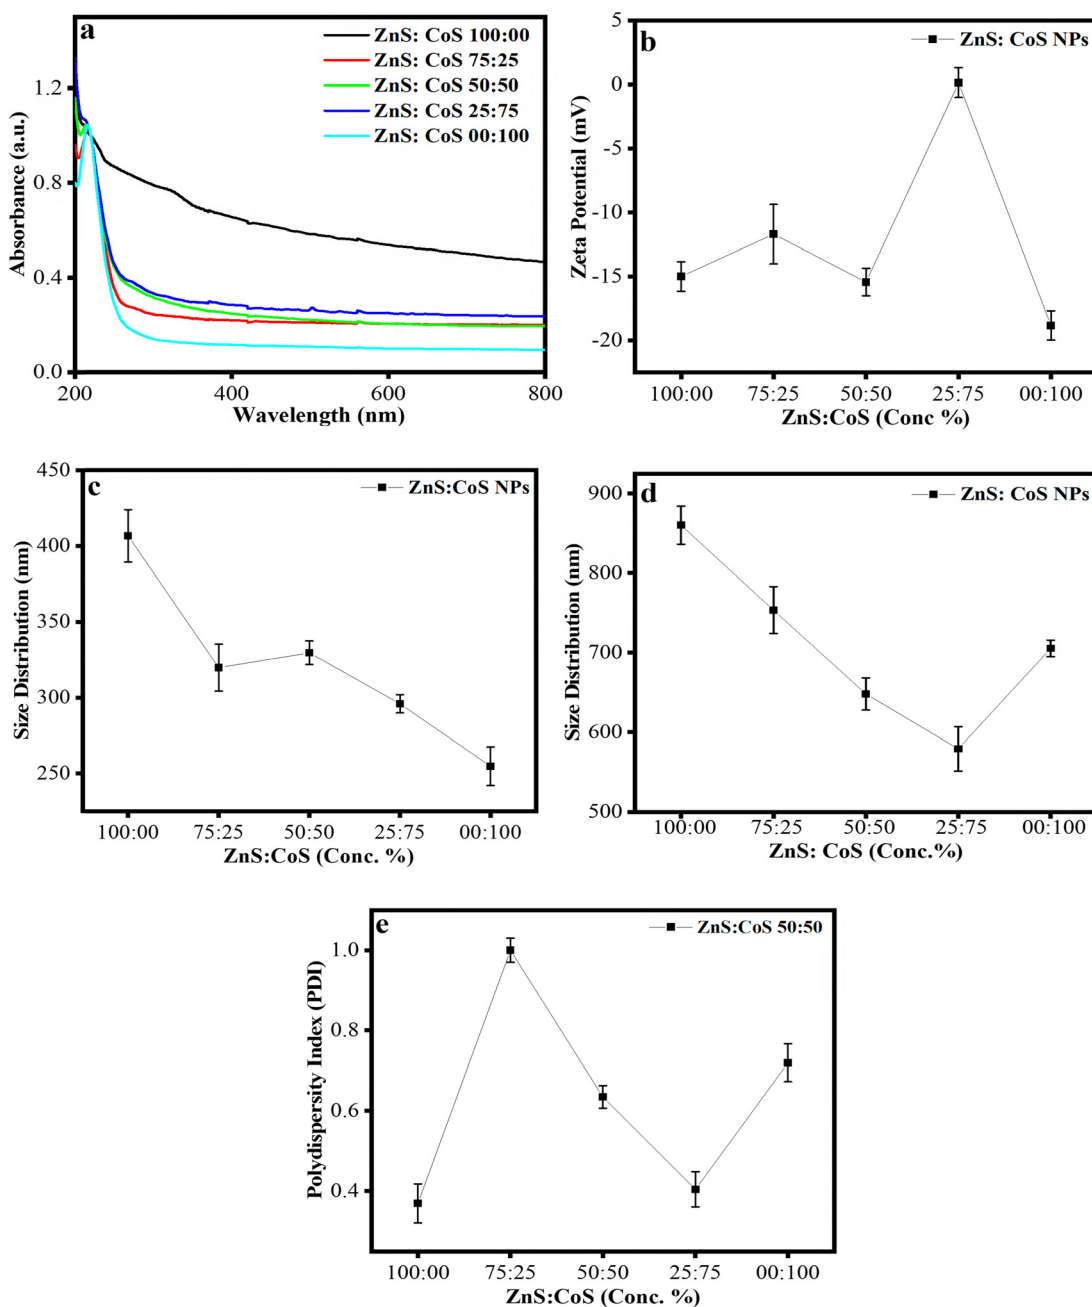 a
ZnS: CoS 100:00
ZnS: CoS 75:25
ZnS: CoS 50:50
ZnS: CoS 25:75
ZnS: CoS 00:100
Absorbance (a.u.)
1.2
0.8
0.4
0.0
200
400
600
800
Wavelength (nm)
b
ZnS: CoS NPs
Zeta Potential (mV)
5
0
-5
-10
-15
-20
100:00
75:25
50:50
25:75
00:100
ZnS:CoS (Conc %)
c
ZnS:CoS NPs
Size Distribution (nm)
450
400
350
300
250
100:00
75:25
50:50
25:75
00:100
ZnS:CoS (Conc. %)
d
ZnS: CoS NPs
Size Distribution (nm)
900
800
700
600
500
100:00
75:25
50:50
25:75
00:100
ZnS: CoS (Conc.%)
e
ZnS:CoS 50:50
Polydispersity Index (PDI)
1.0
0.8
0.6
0.4
100:00
75:25
50:50
25:75
00:100
ZnS:CoS (Conc. %)